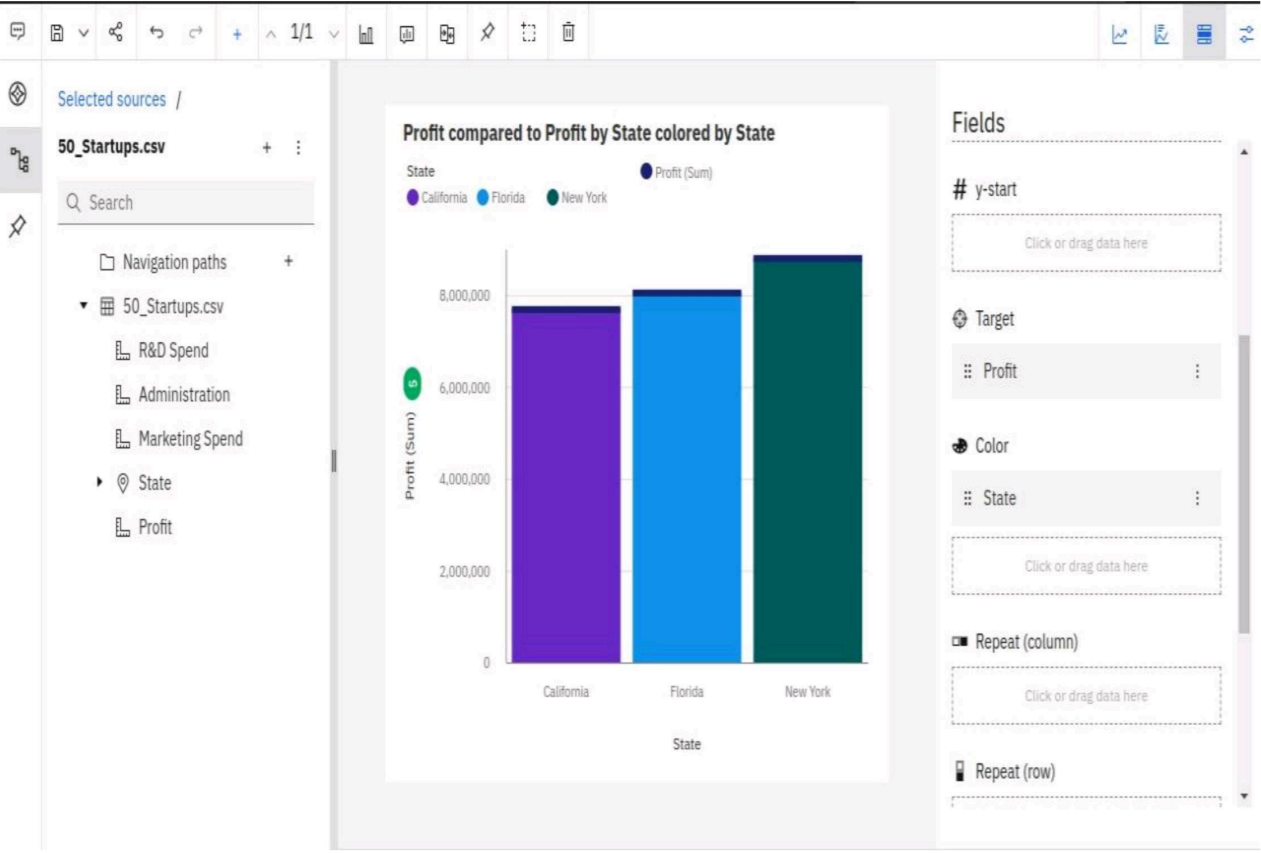 1/1
Selected sources /
50_Startups.csv
Search
Navigation paths
50_Startups.csv
R&D Spend
Administration
Marketing Spend
State
Profit
Profit compared to Profit by State colored by State
State
Profit (Sum)
California Florida New York
8,000,000
6,000,000
4,000,000
2,000,000
0
Profit (Sum) 5
California Florida New York
State
Fields
# y-start
Click or drag data here
Target
Profit
Color
State
Click or drag data here
Repeat (column)
Click or drag data here
Repeat (row)